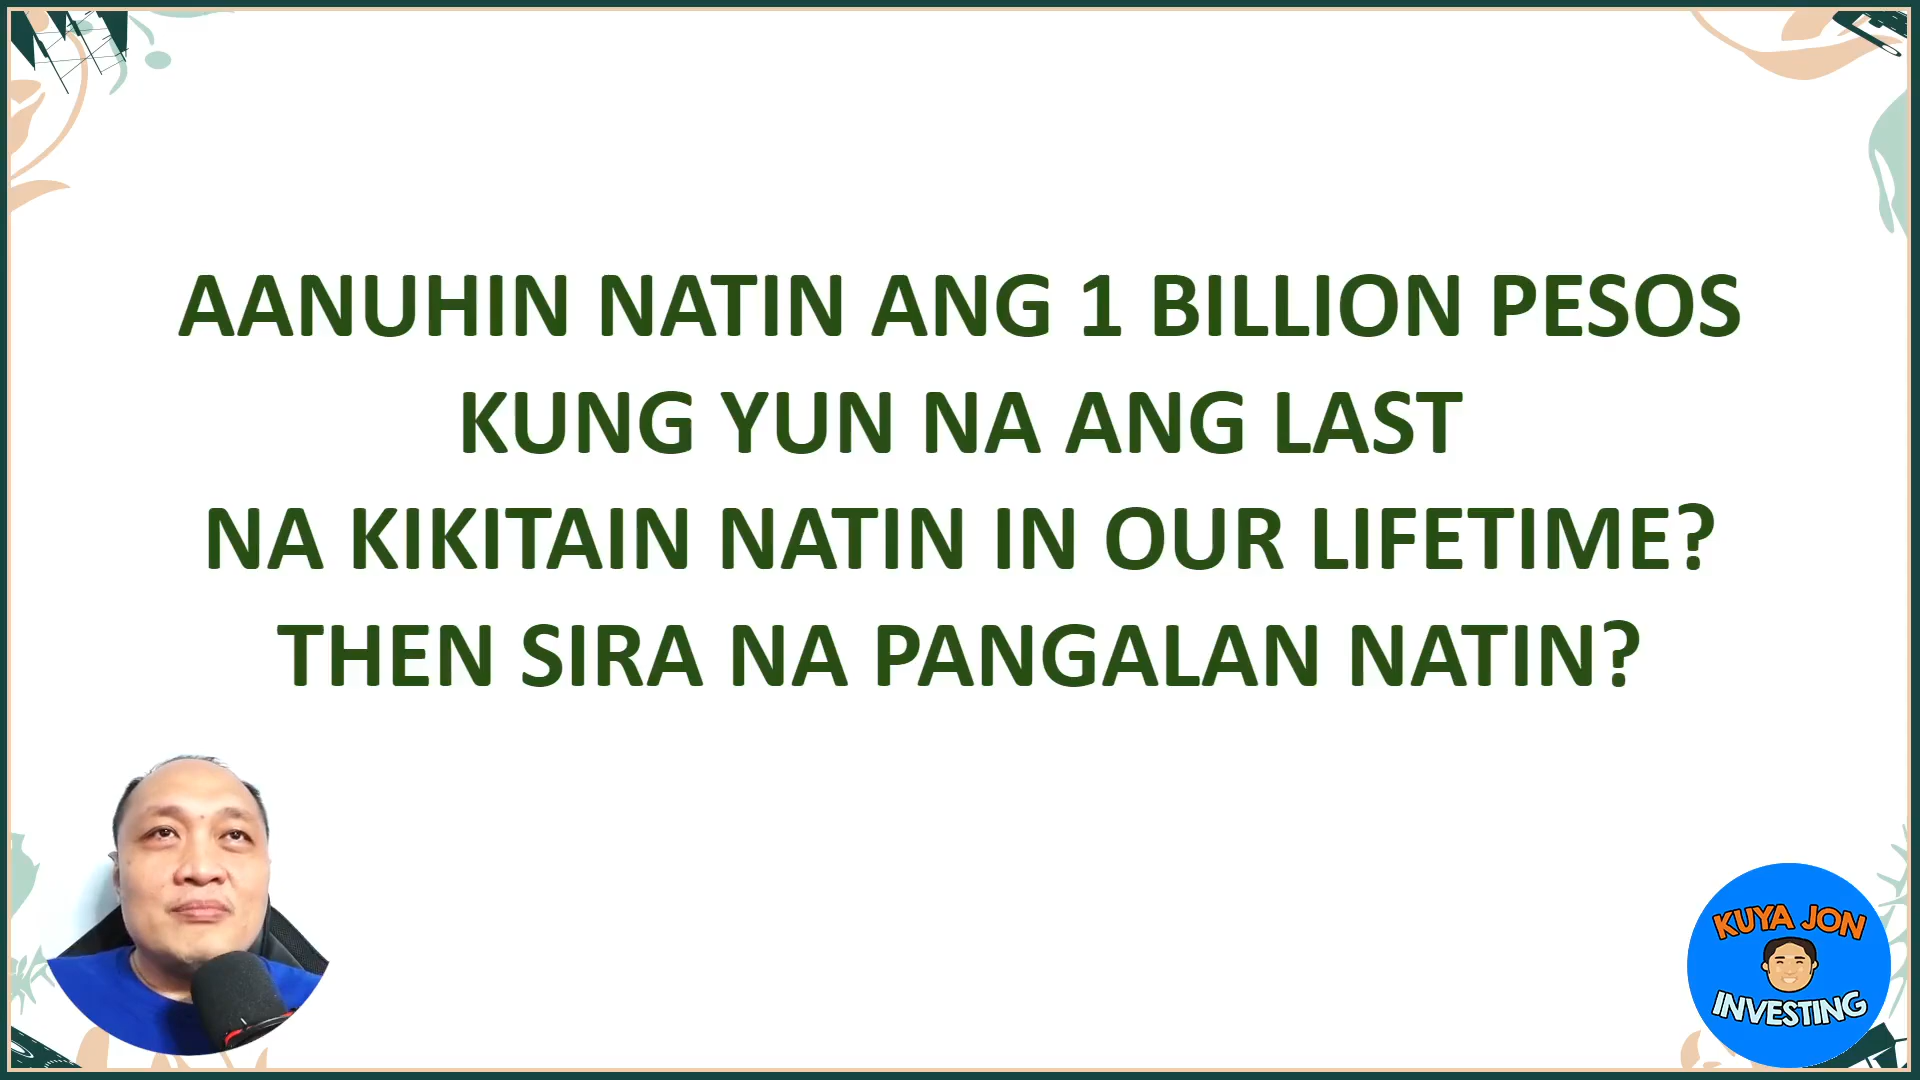 AANUHIN NATIN ANG 1 BILLION PESOS
KUNG YUN NA ANG LAST
NA KIKITAIN NATIN IN OUR LIFETIME?
THEN SIRA NA PANGALAN NATIN?
KUYA JON
INVESTING